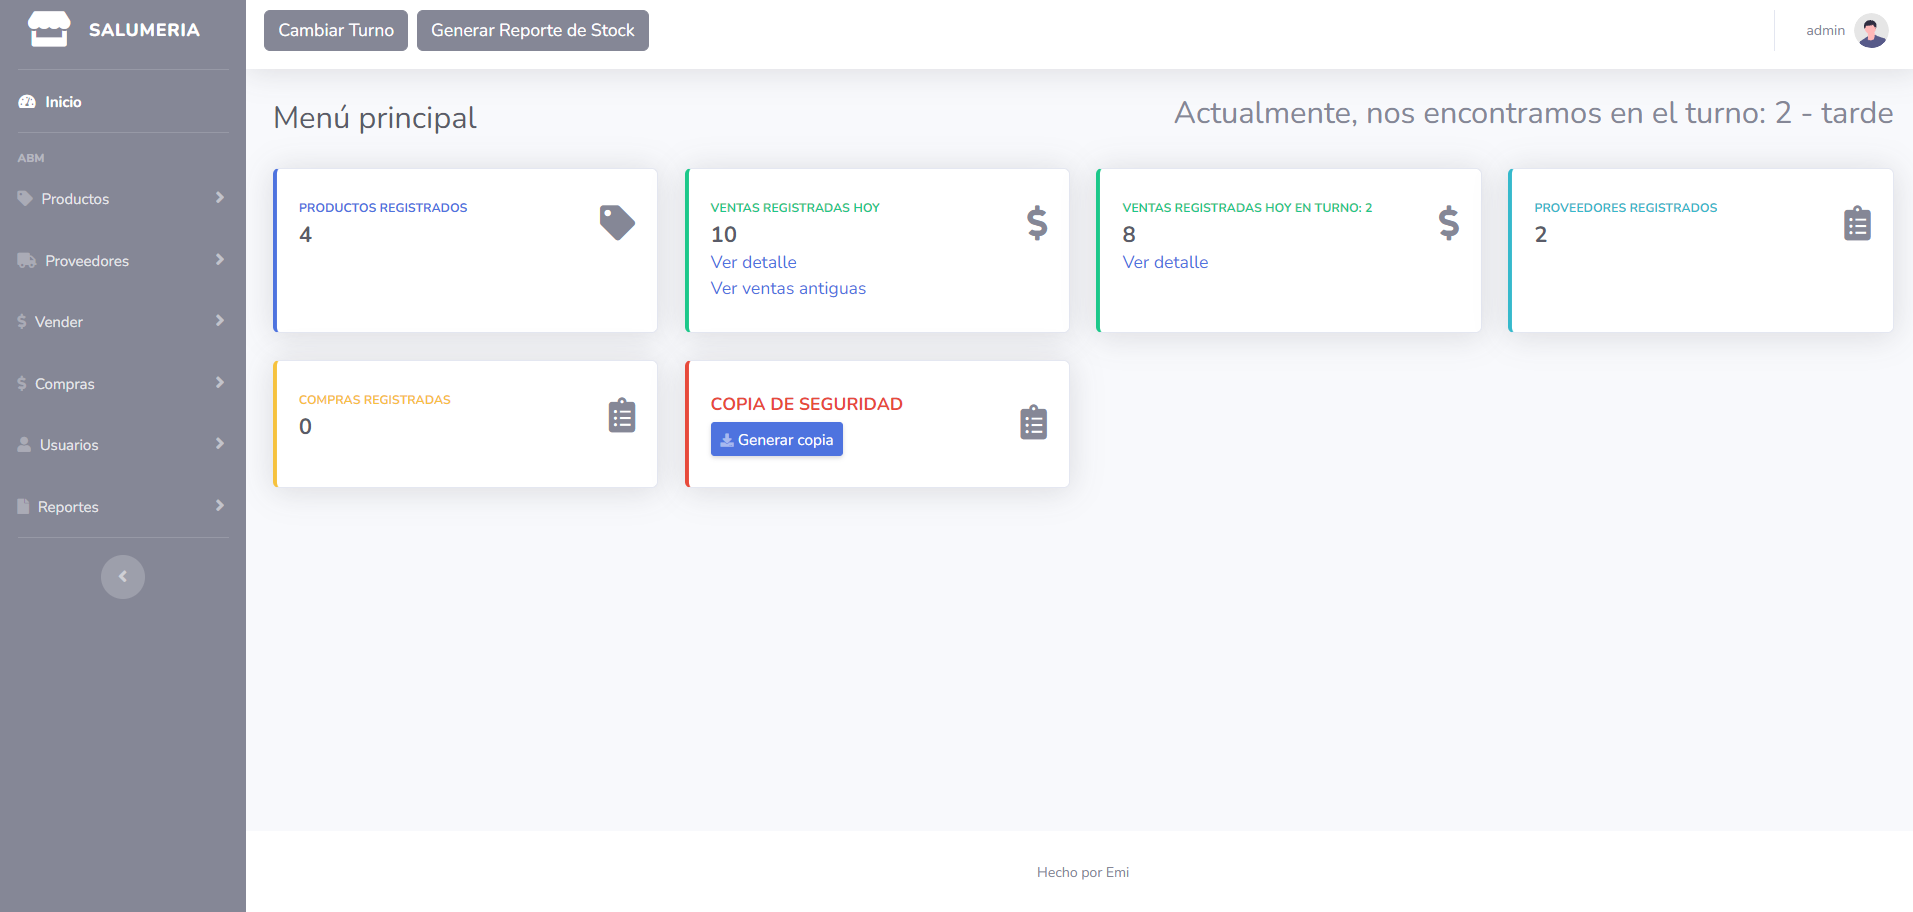 SALUMERIA
Inicio
ABM
Productos
Proveedores
Vender
Compras
Usuarios
Reportes
Cambiar Turno
Generar Reporte de Stock
admin
Menú principal
Actualmente, nos encontramos en el turno: 2 - tarde
PRODUCTOS REGISTRADOS
4
VENTAS REGISTRADAS HOY
10
Ver detalle
Ver ventas antiguas
VENTAS REGISTRADAS HOY EN TURNO: 2
8
Ver detalle
PROVEEDORES REGISTRADOS
2
COMPRAS REGISTRADAS
0
COPIA DE SEGURIDAD
Generar copia
Hecho por Emi